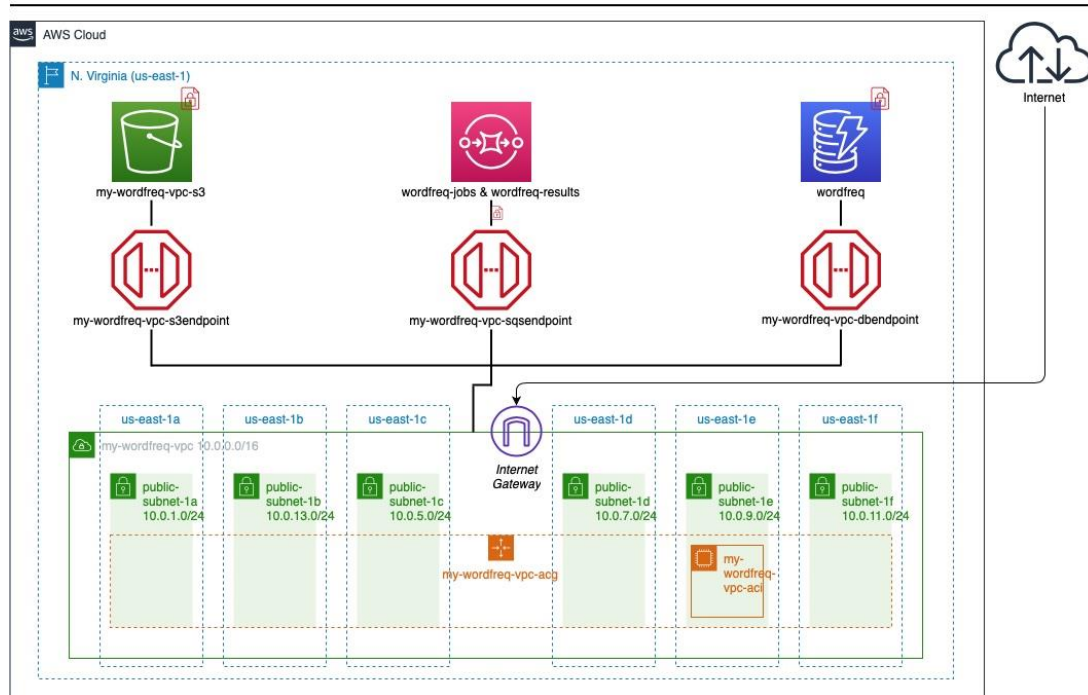 aws
AWS Cloud
Internet
N. Virginia (us-east-1)
my-wordfreq-vpc-s3
wordfreq-jobs & wordfreq-results
wordfreq
my-wordfreq-vpc-s3endpoint
my-wordfreq-vpc-sqsendpoint
my-wordfreq-vpc-dbendpoint
us-east-1a
us-east-1b
us-east-1c
us-east-1d
us-east-1e
us-east-1f
my-wordfreq-vpc 10.0.0.0/16
Internet
Gateway
public-
subnet-1a
10.0.1.0/24
public-
subnet-1b
10.0.13.0/24
public-
subnet-1c
10.0.5.0/24
public-
subnet-1d
10.0.7.0/24
public-
subnet-1e
10.0.9.0/24
public-
subnet-1f
10.0.11.0/24
my-wordfreq-vpc-acg
my-
wordfreq-
vpc-aci